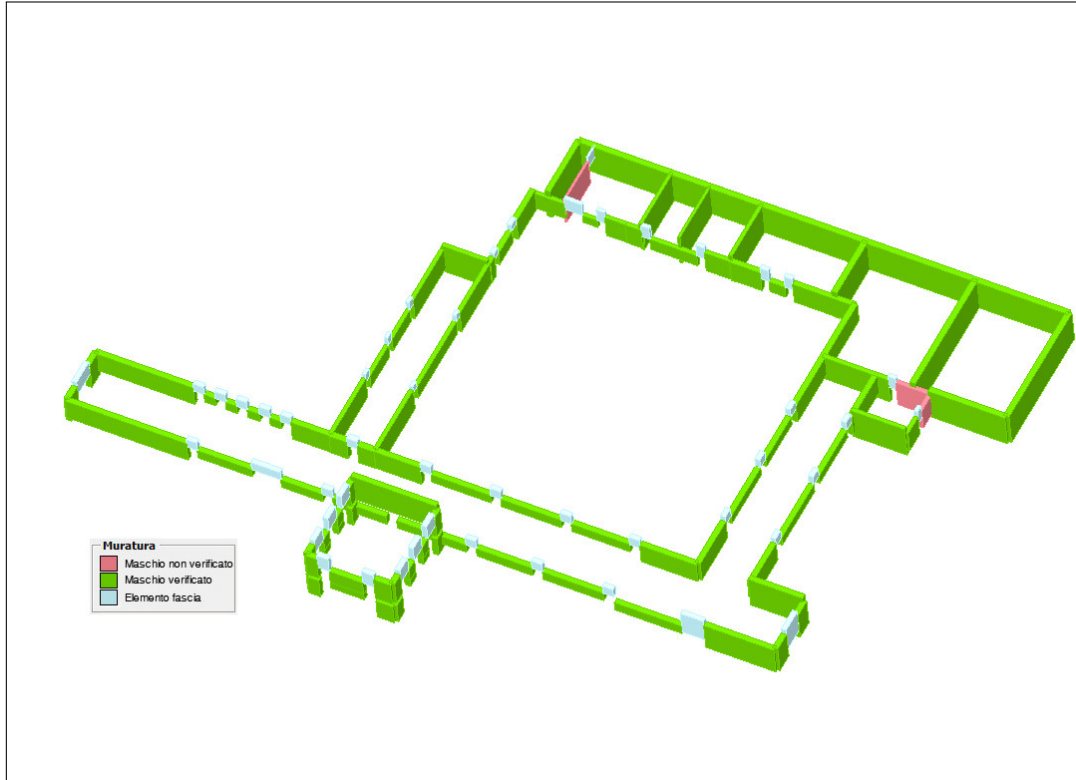 Muratura
Maschio non verificato
Maschio verificato
Elemento fascia